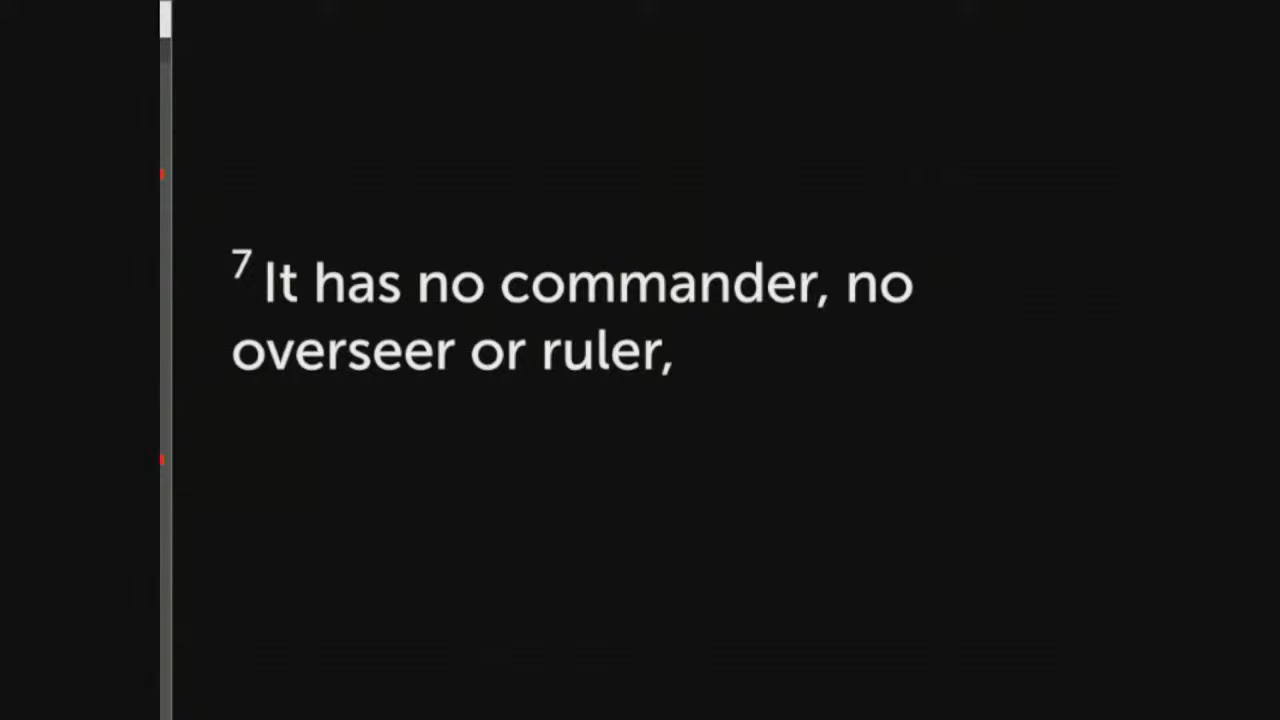 7 It has no commander, no
overseer or ruler,